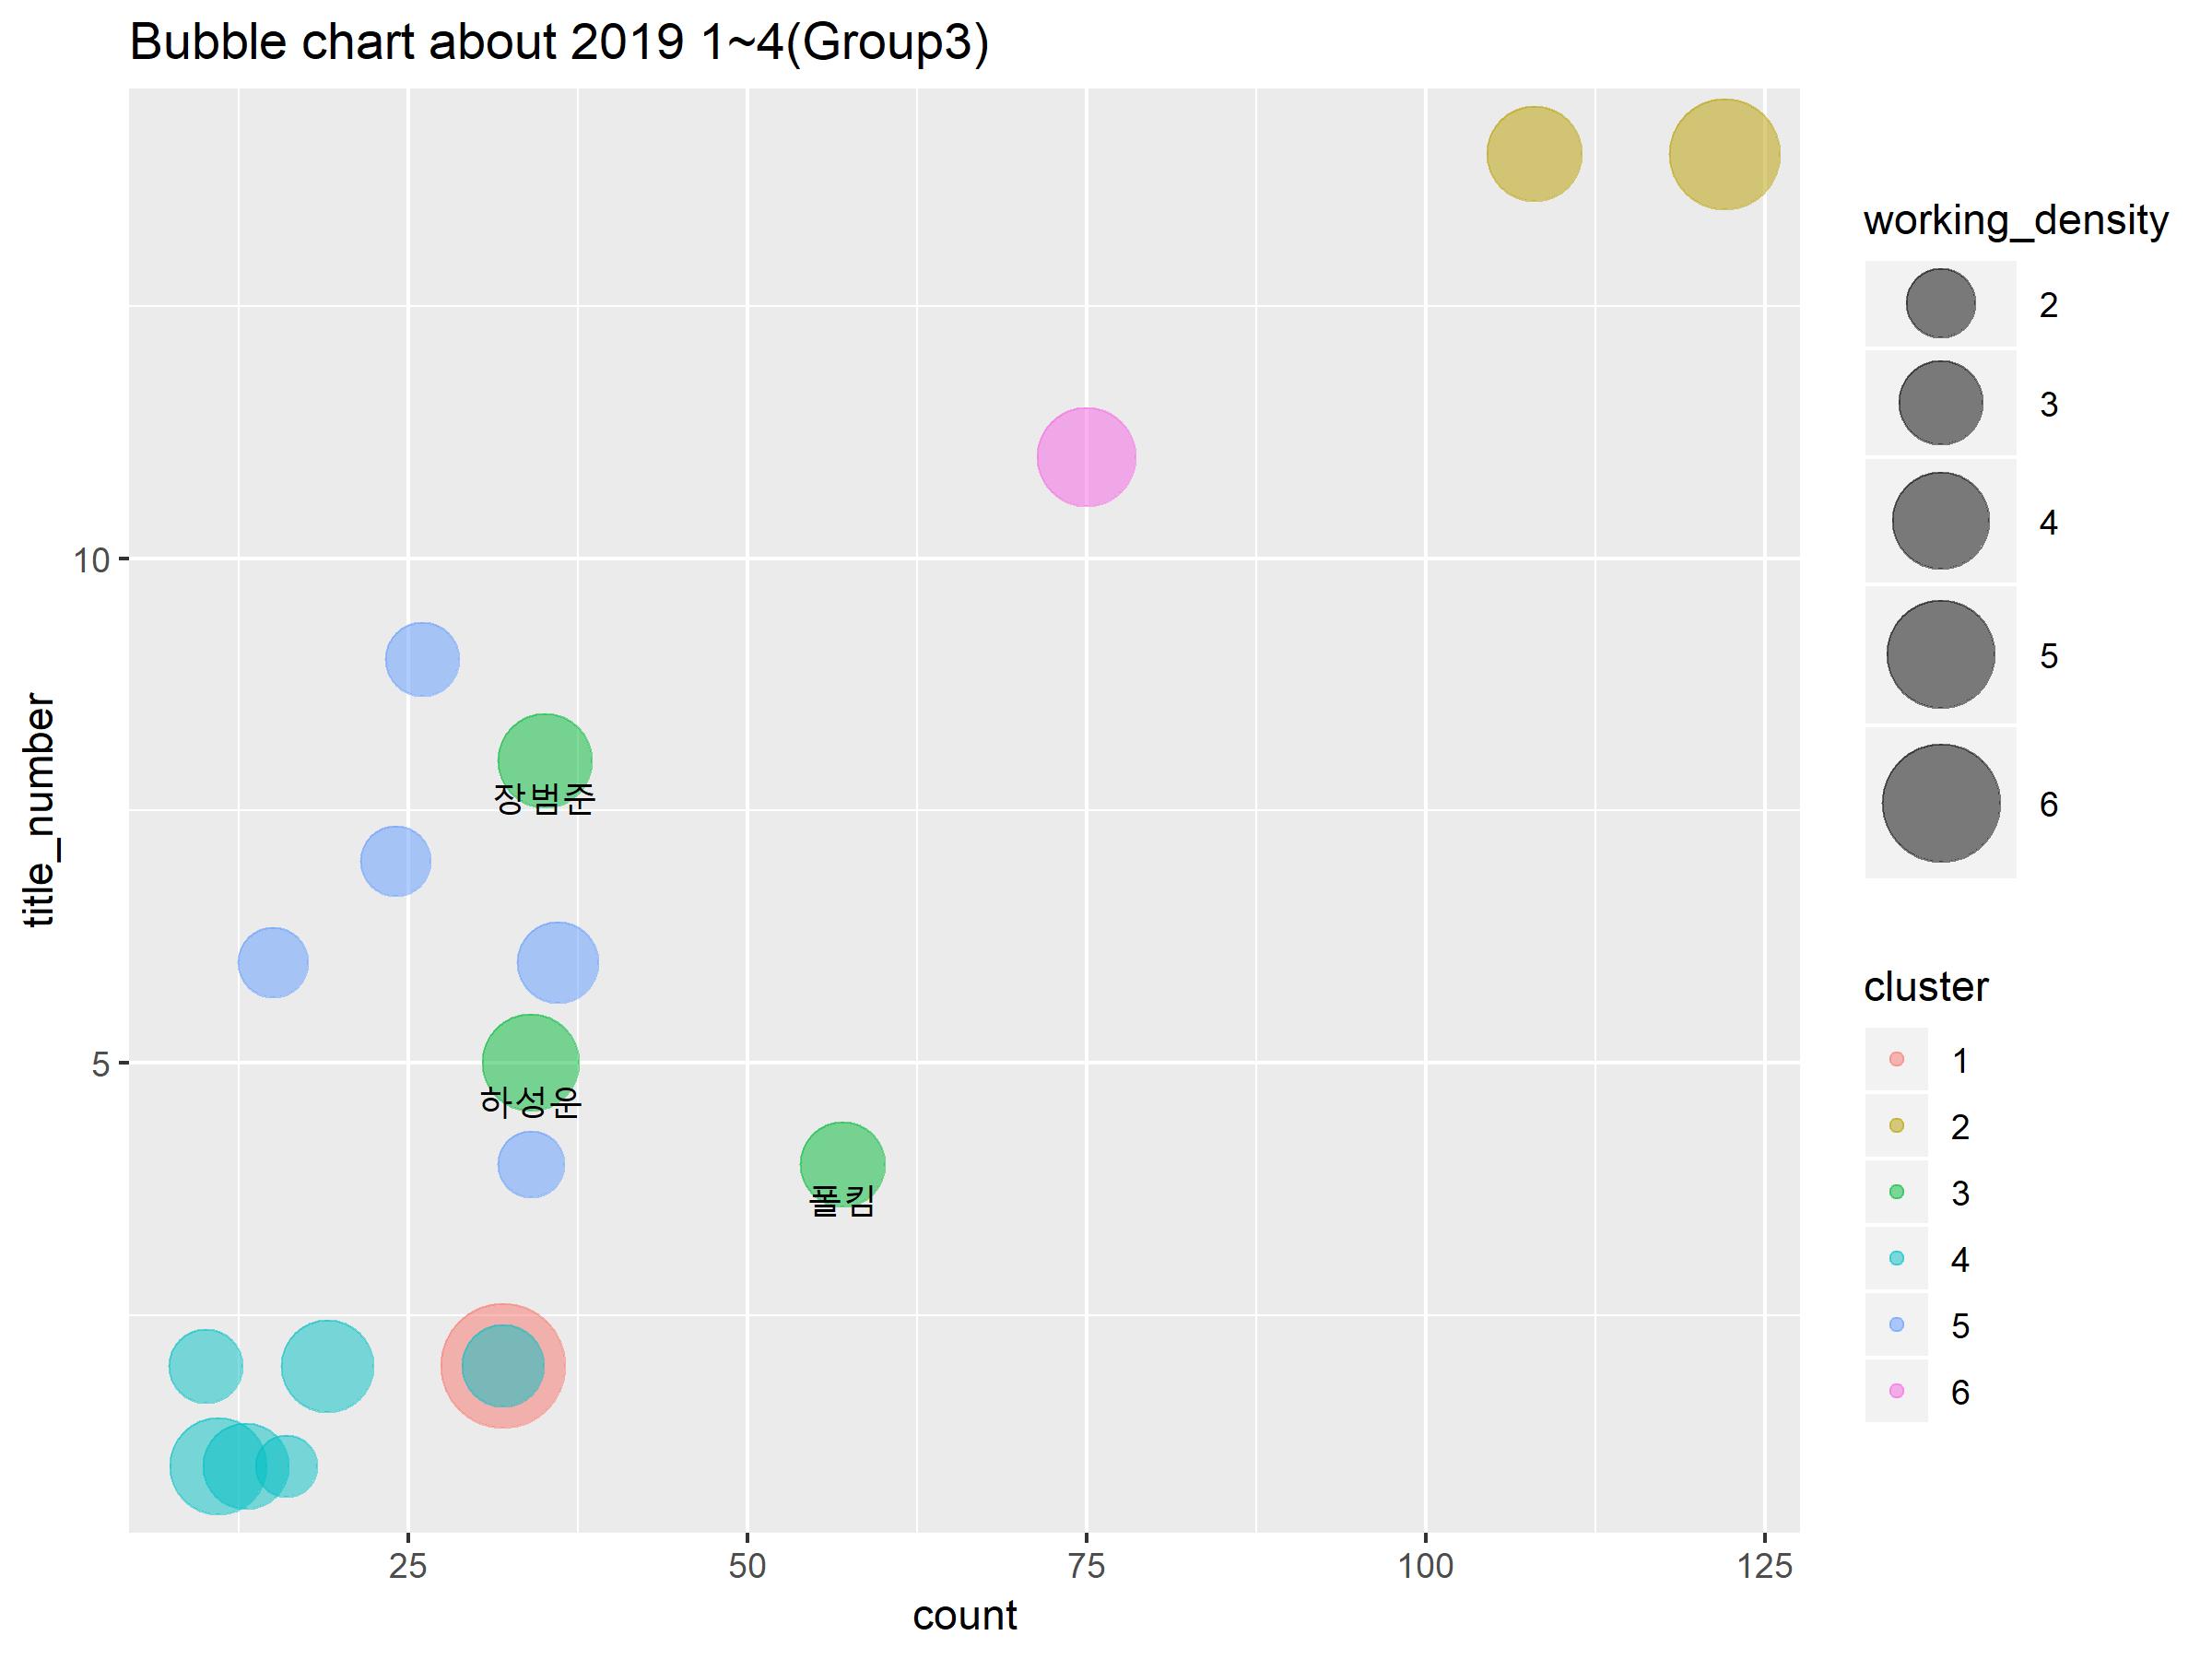 Bubble chart about 2019 1~4(Group3)
title_number
10
5
장범준
하성운
폴킴
25
50
75
100
125
count
working_density
2
3
4
5
6
cluster
1
2
3
4
5
6